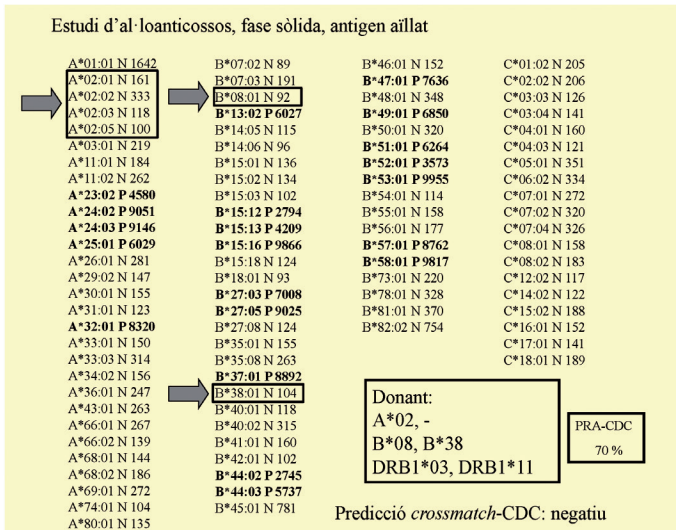 Estudi d'al·loanticossos, fase sòlida, antigen aïllat
A*01:01 N 1642
A*02:01 N 161
A*02:02 N 333
A*02:03 N 118
A*02:05 N 100
A*03:01 N 219
A*11:01 N 184
A*11:02 N 262
A*23:02 P 4580
A*24:02 P 9051
A*24:03 P 9146
A*25:01 P 6029
A*26:01 N 281
A*29:02 N 147
A*30:01 N 155
A*31:01 N 123
A*32:01 P 8320
A*33:01 N 150
A*33:03 N 314
A*34:02 N 156
A*36:01 N 247
A*43:01 N 263
A*66:01 N 267
A*66:02 N 139
A*68:01 N 144
A*68:02 N 186
A*69:01 N 272
A*74:01 N 104
A*80:01 N 135
B*07:02 N 89
B*07:03 N 191
B*08:01 N 92
B*13:02 P 6027
B*14:05 N 115
B*14:06 N 96
B*15:01 N 136
B*15:02 N 134
B*15:03 N 102
B*15:12 P 2794
B*15:13 P 4209
B*15:16 P 9866
B*15:18 N 124
B*18:01 N 93
B*27:03 P 7008
B*27:05 P 9025
B*27:08 N 124
B*35:01 N 155
B*35:08 N 263
B*37:01 P 8892
B*38:01 N 104
B*40:01 N 118
B*40:02 N 315
B*41:01 N 160
B*42:01 N 102
B*44:02 P 2745
B*44:03 P 5737
B*45:01 N 781
B*46:01 N 152
B*47:01 P 7636
B*48:01 N 348
B*49:01 P 6850
B*50:01 N 320
B*51:01 P 6264
B*52:01 P 3573
B*53:01 P 9955
B*54:01 N 114
B*55:01 N 158
B*56:01 N 177
B*57:01 P 8762
B*58:01 P 9817
B*73:01 N 220
B*78:01 N 328
B*81:01 N 370
B*82:02 N 754
C*01:02 N 205
C*02:02 N 206
C*03:03 N 126
C*03:04 N 141
C*04:01 N 160
C*04:03 N 121
C*05:01 N 351
C*06:02 N 334
C*07:01 N 272
C*07:02 N 320
C*07:04 N 326
C*08:01 N 158
C*08:02 N 183
C*12:02 N 117
C*14:02 N 122
C*15:02 N 188
C*16:01 N 152
C*17:01 N 141
C*18:01 N 189
Donant:
A*02, -
B*08, B*38
DRB1*03, DRB1*11
PRA-CDC
70 %
Predicció crossmatch-CDC: negatiu